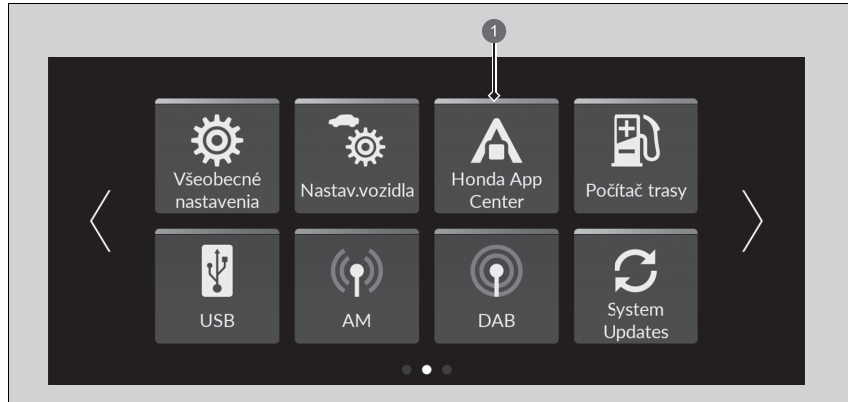 1
Všeobecné
nastavenia
Nastav.vozidla
Honda App
Center
Počítač trasy
USB
AM
DAB
System
Updates